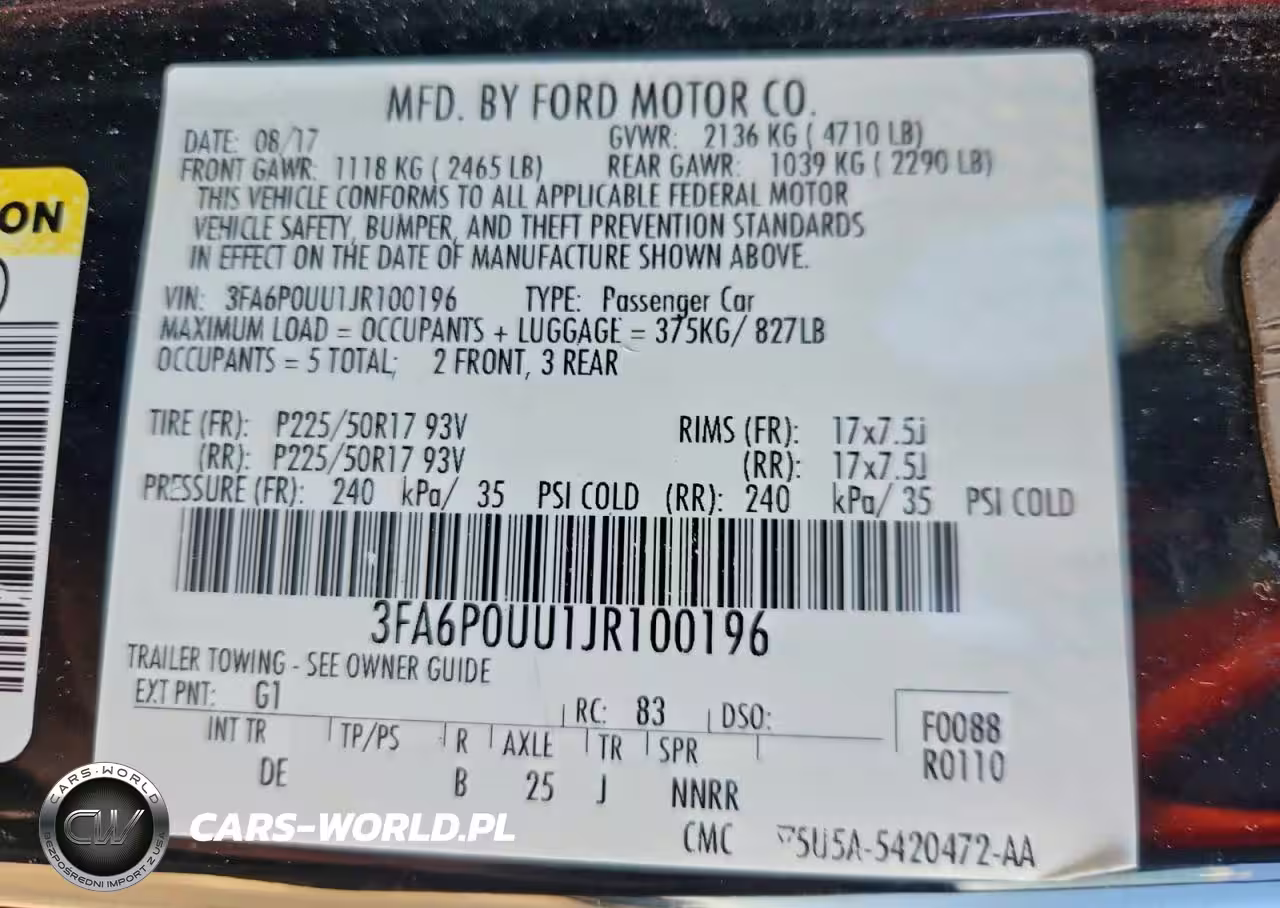 MFD. BY FORD MOTOR CO.
DATE: 08/17 GVWR: 2136 KG ( 4710 LB)
FRONT GAWR: 1118 KG ( 2465 LB) REAR GAWR: 1039 KG ( 2290 LB)
THIS VEHICLE CONFORMS TO ALL APPLICABLE FEDERAL MOTOR
VEHICLE SAFETY, BUMPER, AND THEFT PREVENTION STANDARDS
IN EFFECT ON THE DATE OF MANUFACTURE SHOWN ABOVE.
VIN: 3FA6P0UU1JR100196 TYPE: Passenger Car
MAXIMUM LOAD = OCCUPANTS + LUGGAGE = 375KG/ 827LB
OCCUPANTS = 5 TOTAL; 2 FRONT, 3 REAR
TIRE (FR): P225/50R17 93V RIMS (FR): 17x7.5j
(RR): P225/50R17 93V (RR): 17x7.5J
PRESSURE (FR): 240 kPa/ 35 PSI COLD (RR): 240 kPa/ 35 PSI COLD
3FA6P0UU1JR100196
TRAILER TOWING - SEE OWNER GUIDE
EXT PNT: G1 RC: 83 DSO:
INT TR TP/PS R AXLE TR SPR
F0088
R0110
DE B 25 J NNRR
CMC 5U5A-5420472-AA
ON
CARS-WORLD
CW
BEZPOŚREDNI IMPORT Z USA
CARS-WORLD.PL